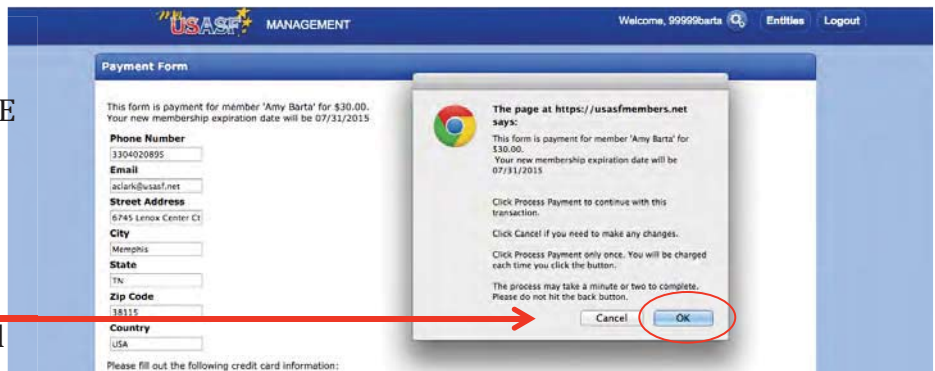 my USASF MANAGEMENT
Welcome, 99999barta
Entities
Logout
Payment Form
E
This form is payment for member 'Amy Barta' for $30.00.
Your new membership expiration date will be 07/31/2015
Phone Number
3304020895
Email
aclark@usasf.net
Street Address
6745 Lenox Center Ct
City
Memphis
State
TN
Zip Code
38115
Country
USA
Please fill out the following credit card information:
The page at https://usasfmembers.net
says:
This form is payment for member 'Amy Barta' for
$30.00.
Your new membership expiration date will be
07/31/2015
Click Process Payment to continue with this
transaction.
Click Cancel if you need to make any changes.
Click Process Payment only once. You will be charged
each time you click the button.
The process may take a minute or two to complete.
Please do not hit the back button.
Cancel
OK